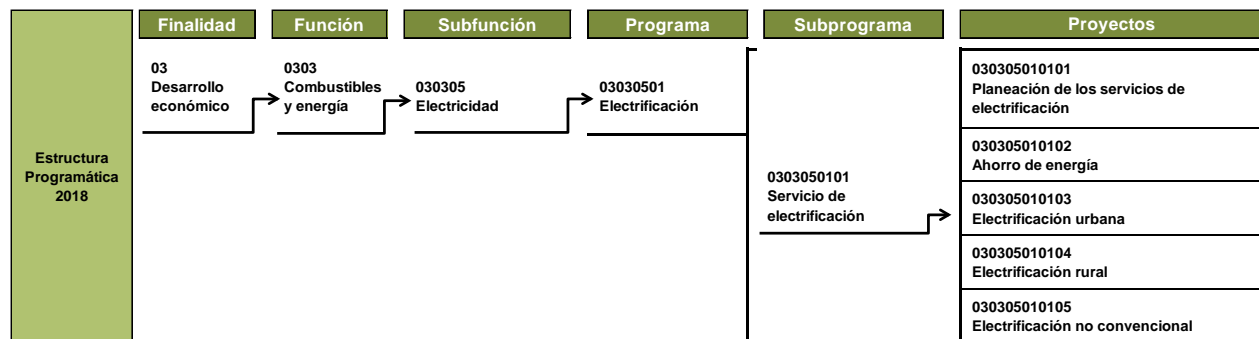 Finalidad
Función
Subfunción
Programa
Subprograma
Proyectos
Estructura
Programática
2018
03
Desarrollo
económico
0303
Combustibles
y energía
030305
Electricidad
03030501
Electrificación
0303050101
Servicio de
electrificación
030305010101
Planeación de los servicios de
electrificación
030305010102
Ahorro de energía
030305010103
Electrificación urbana
030305010104
Electrificación rural
030305010105
Electrificación no convencional